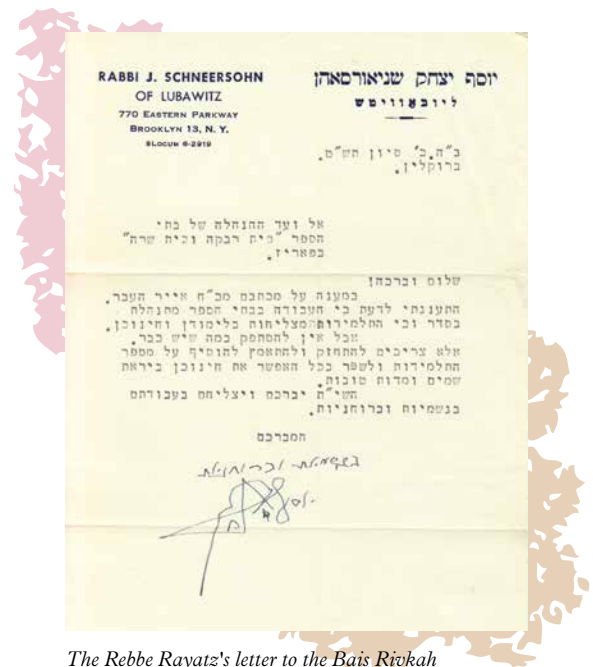 RABBI J. SCHNEERSOHN
OF LUBAWITZ
770 EASTERN PARKWAY
BROOKLYN 13, N. Y.
SLOCUM 6-2919
יוסף יצחק שניאורסאהן
ליובאוויטש
ב"ה,כ' סיון תש"ט.
ברוקלין.
אל ועד ההנהלה של בתי
הספר "בית רבקה ובית שרה"
בפאריז.
שלום וברכה!
במענה על מכתבם מכ"ח אייר העבר.
התענגתי לדעת כי העבודה בבתי הספר מתנהלה
בסדר וכי התלמידות מצליחות בלימודן וחינוכן.
אבל אין להסתפק במה שיש כבר.
אלא צריכים להתחזק ולהתאמץ להוסיף על מספר
התלמידות ולשפר בכל האפשר את חינוכן ביראת
שמים ומדות טובות.
השי"ת יברכם ויצליחם בעבודתם
בגשמיות וברוחניות.
המברכם
בגשמיות וברוחניות
The Rebbe Rayatz's letter to the Bais Rivkah